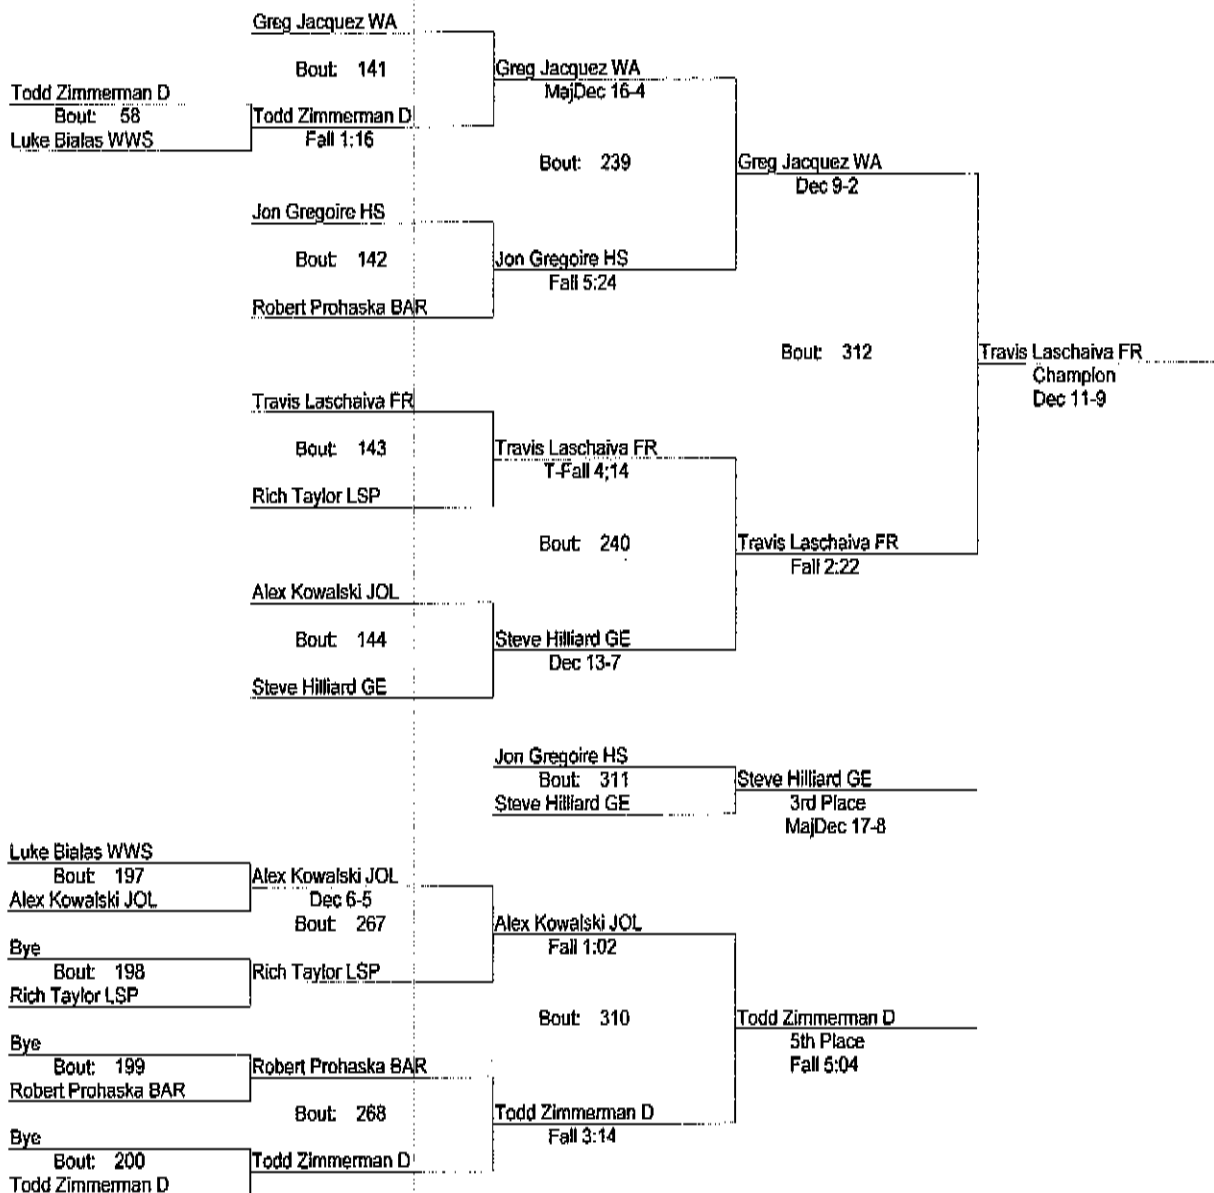 Greg Jacquez WA
Bout: 141
Greg Jacquez WA
MajDec 16-4
Todd Zimmerman D
Bout: 58
Luke Bialas WWS
Todd Zimmerman D
Fall 1:16
Bout: 239
Greg Jacquez WA
Dec 9-2
Jon Gregoire HS
Bout: 142
Jon Gregoire HS
Fall 5:24
Robert Prohaska BAR
Bout: 312
Travis Laschaiva FR
Champion
Dec 11-9
Travis Laschaiva FR
Bout: 143
Travis Laschaiva FR
T-Fall 4;14
Rich Taylor LSP
Bout: 240
Travis Laschaiva FR
Fall 2:22
Alex Kowalski JOL
Bout: 144
Steve Hilliard GE
Dec 13-7
Steve Hilliard GE
Jon Gregoire HS
Bout: 311
Steve Hilliard GE
Steve Hilliard GE
3rd Place
MajDec 17-8
Luke Bialas WWS
Bout: 197
Alex Kowalski JOL
Alex Kowalski JOL
Dec 6-5
Bout: 267
Alex Kowalski JOL
Fall 1:02
Bye
Bout: 198
Rich Taylor LSP
Rich Taylor LSP
Bout: 310
Todd Zimmerman D
5th Place
Fall 5:04
Bye
Bout: 199
Robert Prohaska BAR
Robert Prohaska BAR
Bout: 268
Todd Zimmerman D
Fall 3:14
Bye
Bout: 200
Todd Zimmerman D
Todd Zimmerman D